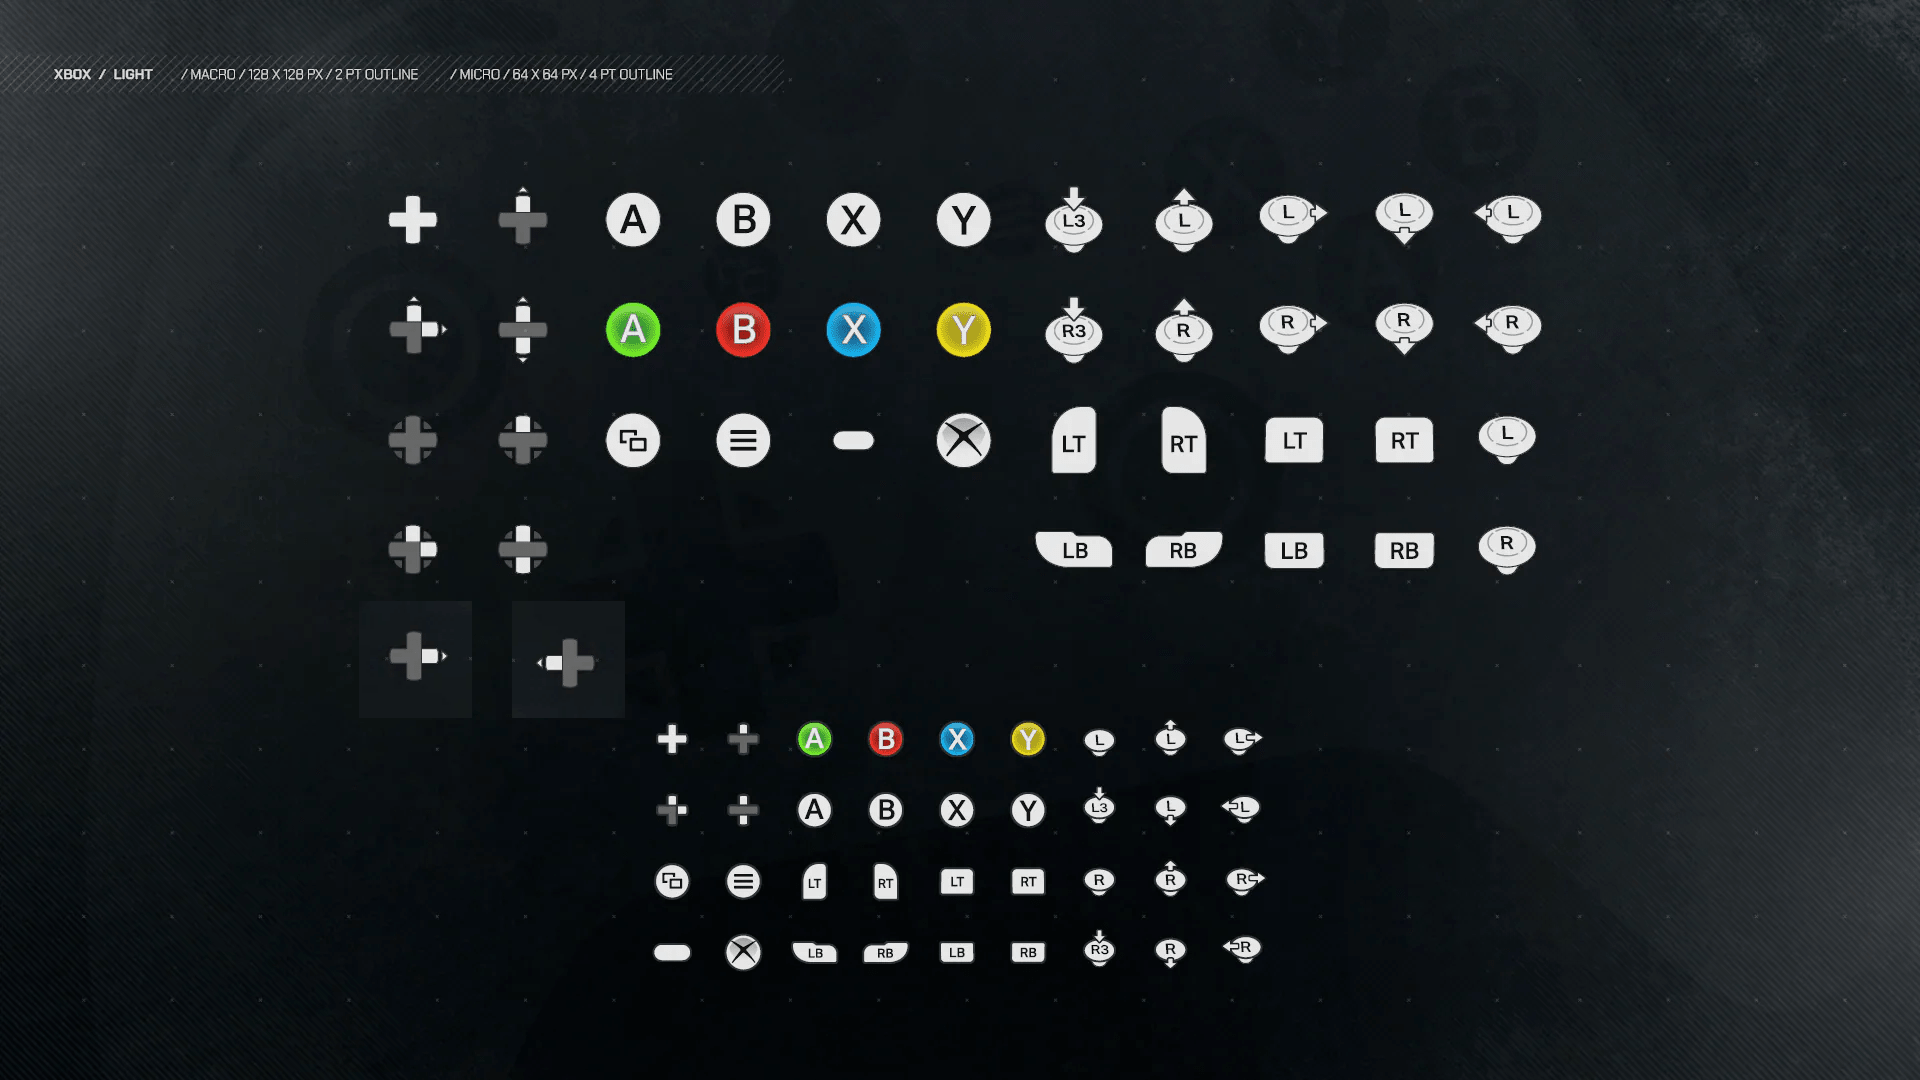 XBOX / LIGHT / MACRO / 128 X 128 PX / 2 PT OUTLINE / MICRO / 64 X 64 PX / 4 PT OUTLINE
A B X Y L3 L L L L
A B X Y R3 R R R R
LT RT LT RT L
LB RB LB RB R
A B X Y L L L
A B X Y L3 L L
LT RT LT RT R R R
LB RB LB RB R3 R R